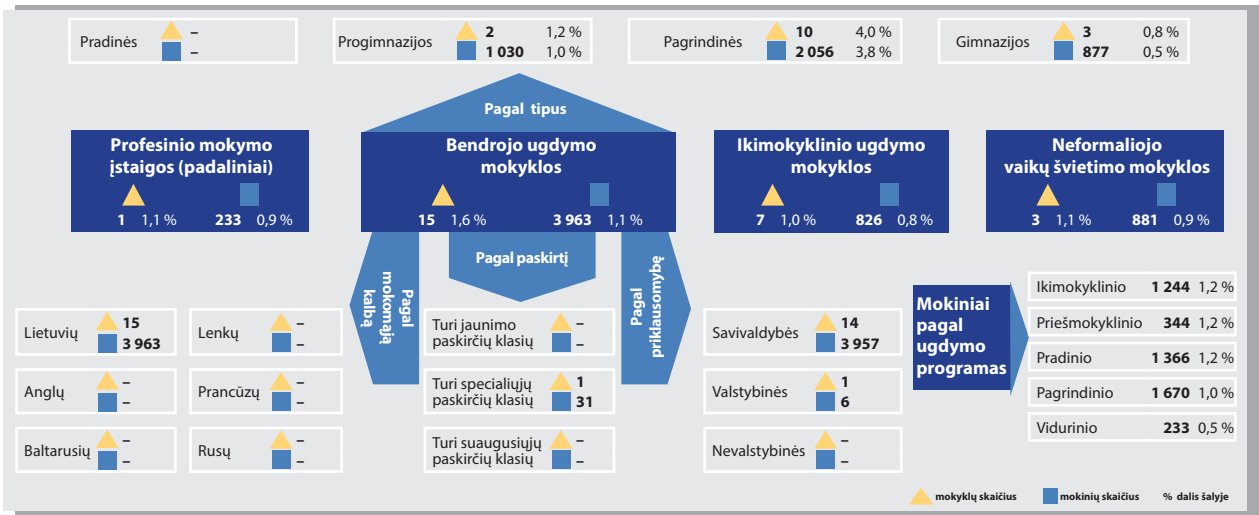 Pradinės – –
Progimnazijos 2 1,2 % 1 030 1,0 %
Pagrindinės 10 4,0 % 2 056 3,8 %
Gimnazijos 3 0,8 % 877 0,5 %
Pagal tipus
Profesinio mokymo
įstaigos (padaliniai)
1 1,1 % 233 0,9 %
Bendrojo ugdymo
mokyklos
15 1,6 % 3 963 1,1 %
Ikimokyklinio ugdymo
mokyklos
7 1,0 % 826 0,8 %
Neformaliojo
vaikų švietimo mokyklos
3 1,1 % 881 0,9 %
Pagal
mokomąją
kalbą
Pagal paskirtį
Pagal
priklausomybę
Lietuvių 15 3 963
Lenkų – –
Anglų – –
Prancūzų – –
Baltarusių – –
Rusų – –
Turi jaunimo
paskirčių klasių – –
Turi specialiųjų
paskirčių klasių 1 31
Turi suaugusiųjų
paskirčių klasių – –
Savivaldybės 14 3 957
Valstybinės 1 6
Nevalstybinės – –
Mokiniai
pagal
ugdymo
programas
Ikimokyklinio 1 244 1,2 %
Priešmokyklinio 344 1,2 %
Pradinio 1 366 1,2 %
Pagrindinio 1 670 1,0 %
Vidurinio 233 0,5 %
mokyklų skaičius mokinių skaičius % dalis šalyje